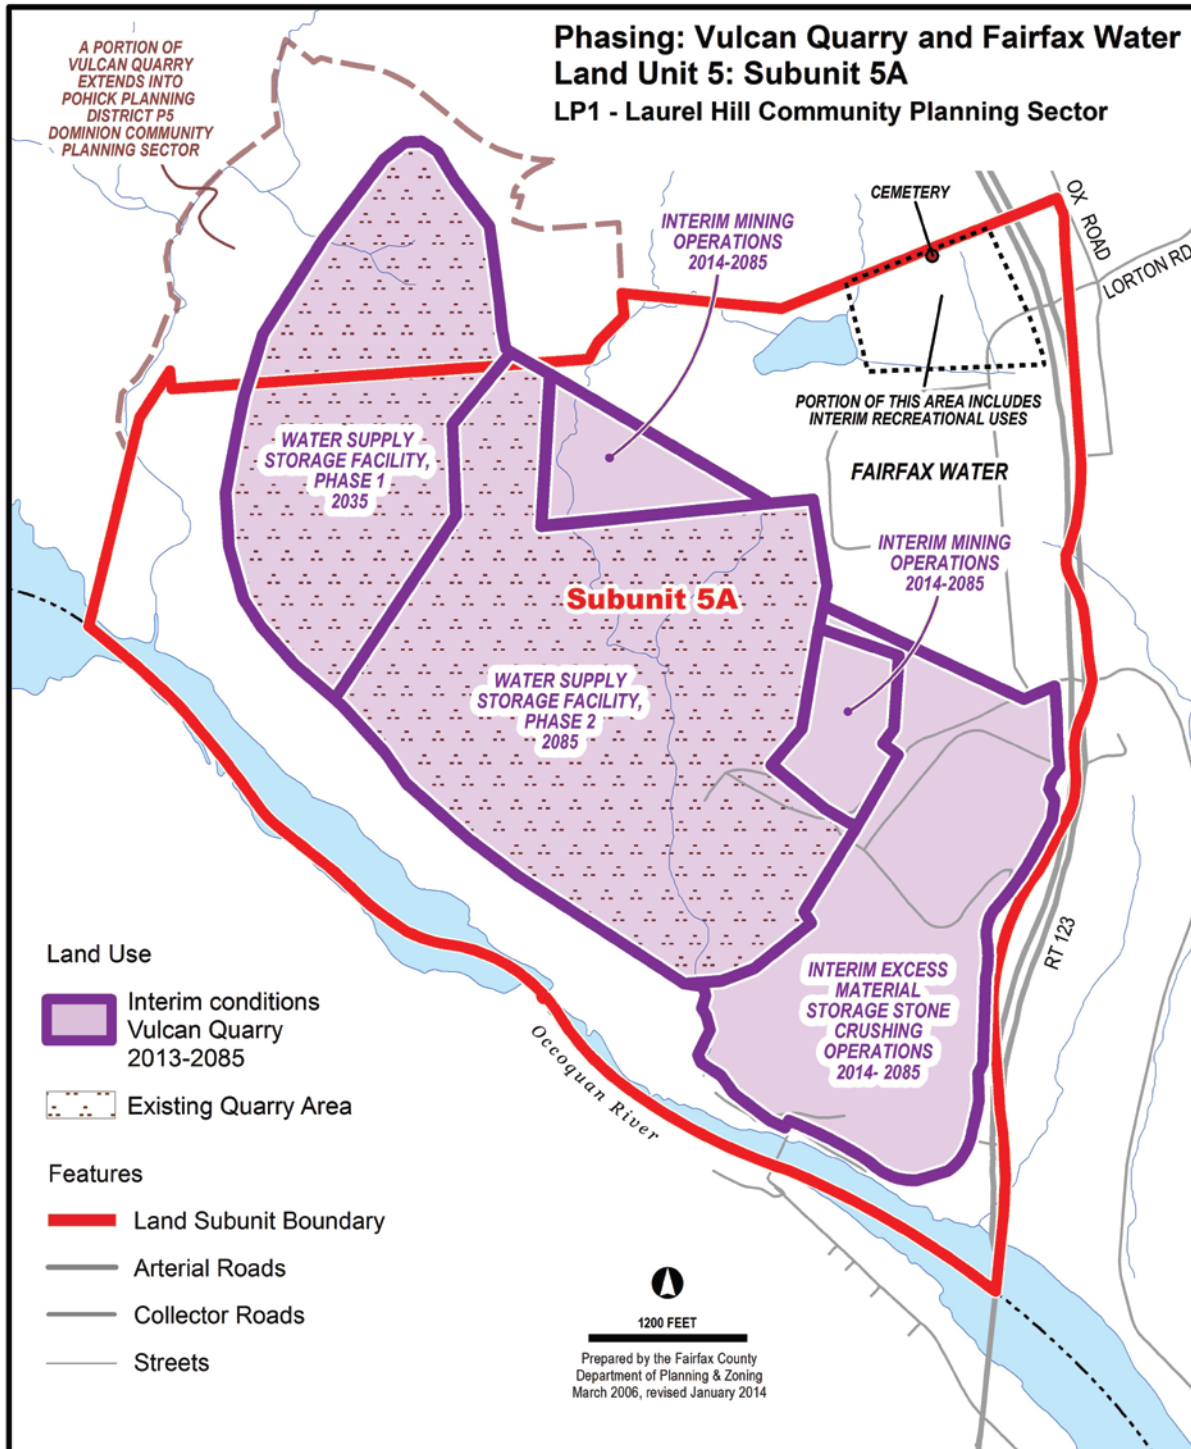 Phasing: Vulcan Quarry and Fairfax Water
Land Unit 5: Subunit 5A
LP1 - Laurel Hill Community Planning Sector
A PORTION OF
VULCAN QUARRY
EXTENDS INTO
POHICK PLANNING
DISTRICT P5
DOMINION COMMUNITY
PLANNING SECTOR
CEMETERY
OX ROAD
LORTON RD
INTERIM MINING
OPERATIONS
2014-2085
PORTION OF THIS AREA INCLUDES
INTERIM RECREATIONAL USES
FAIRFAX WATER
WATER SUPPLY
STORAGE FACILITY,
PHASE 1
2035
INTERIM MINING
OPERATIONS
2014-2085
Subunit 5A
WATER SUPPLY
STORAGE FACILITY,
PHASE 2
2085
RT 123
INTERIM EXCESS
MATERIAL
STORAGE STONE
CRUSHING
OPERATIONS
2014- 2085
Occoquan River
Land Use
Interim conditions
Vulcan Quarry
2013-2085
Existing Quarry Area
Features
Land Subunit Boundary
Arterial Roads
Collector Roads
Streets
1200 FEET
Prepared by the Fairfax County
Department of Planning & Zoning
March 2006, revised January 2014